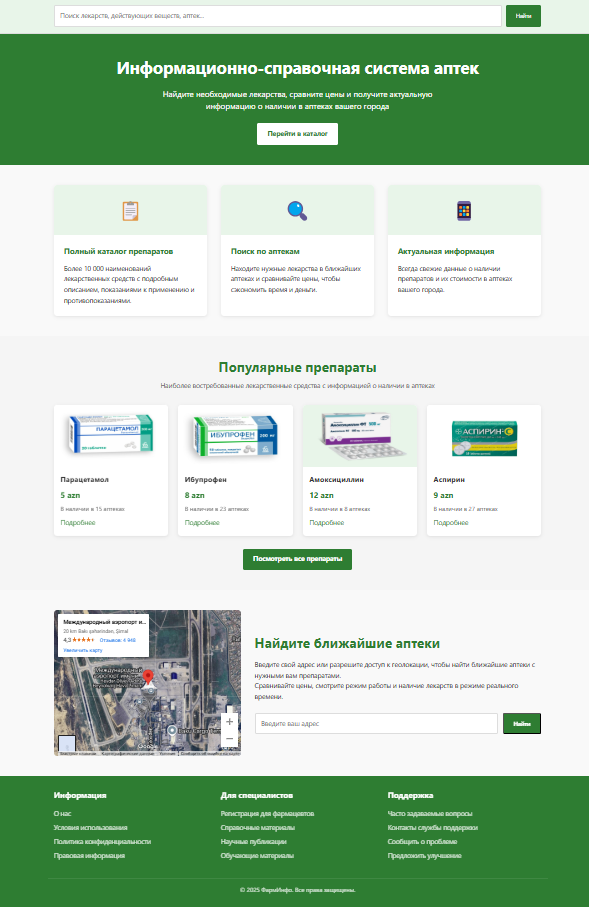 Поиск лекарств, действующих веществ, аптек...
Найти
Информационно-справочная система аптек
Найдите необходимые лекарства, сравните цены и получите актуальную
информацию о наличии в аптеках вашего города
Перейти в каталог
Полный каталог препаратов
Более 10 000 наименований
лекарственных средств с подробным
описанием, показаниями к применению и
противопоказаниями.
Поиск по аптекам
Находите нужные лекарства в ближайших
аптеках и сравнивайте цены, чтобы
сэкономить время и деньги.
Актуальная информация
Всегда свежие данные о наличии
препаратов и их стоимости в аптеках
вашего города.
Популярные препараты
Наиболее востребованные лекарственные средства с информацией о наличии в аптеках
ПАРАЦЕТАМОЛ
Парацетамол
5 azn
В наличии в 15 аптеках
Подробнее
ИБУПРОФЕН
Ибупрофен
8 azn
В наличии в 23 аптеках
Подробнее
Амоксициллин
12 azn
В наличии в 8 аптеках
Подробнее
АСПИРИН-С
Аспирин
9 azn
В наличии в 27 аптеках
Подробнее
Посмотреть все препараты
Международный аэропорт и...
20 km Bakı şəhərindən, Şimal
4,3 ★★★★★ Отзывов: 4 948
Увеличить карту
Международный
аэропорт имени
Google
Найдите ближайшие аптеки
Введите свой адрес или разрешите доступ к геолокации, чтобы найти ближайшие аптеки с
нужными вам препаратами.
Сравнивайте цены, смотрите режим работы и наличие лекарств в режиме реального
времени.
Введите ваш адрес
Найти
Информация
О нас
Условия использования
Политика конфиденциальности
Правовая информация
Для специалистов
Регистрация для фармацевтов
Справочные материалы
Научные публикации
Обучающие материалы
Поддержка
Часто задаваемые вопросы
Контакты службы поддержки
Сообщить о проблеме
Предложить улучшение
© 2025 ФармИнфо. Все права защищены.